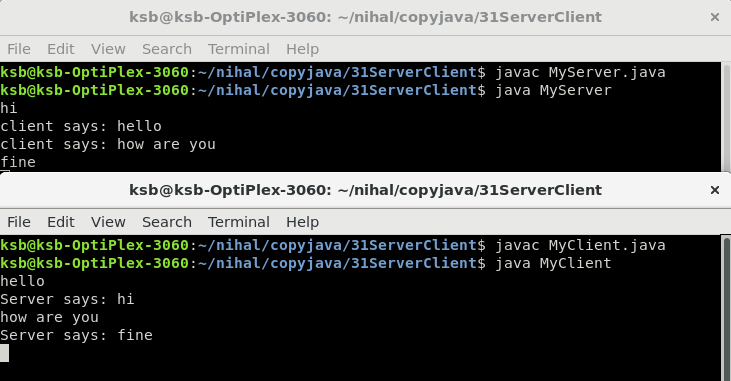 ksb@ksb-OptiPlex-3060: ~/nihal/copyjava/31ServerClient ×
File Edit View Search Terminal Help
ksb@ksb-OptiPlex-3060:~/nihal/copyjava/31ServerClient$ javac MyServer.java
ksb@ksb-OptiPlex-3060:~/nihal/copyjava/31ServerClient$ java MyServer
hi
client says: hello
client says: how are you
fine
ksb@ksb-OptiPlex-3060: ~/nihal/copyjava/31ServerClient ×
File Edit View Search Terminal Help
ksb@ksb-OptiPlex-3060:~/nihal/copyjava/31ServerClient$ javac MyClient.java
ksb@ksb-OptiPlex-3060:~/nihal/copyjava/31ServerClient$ java MyClient
hello
Server says: hi
how are you
Server says: fine